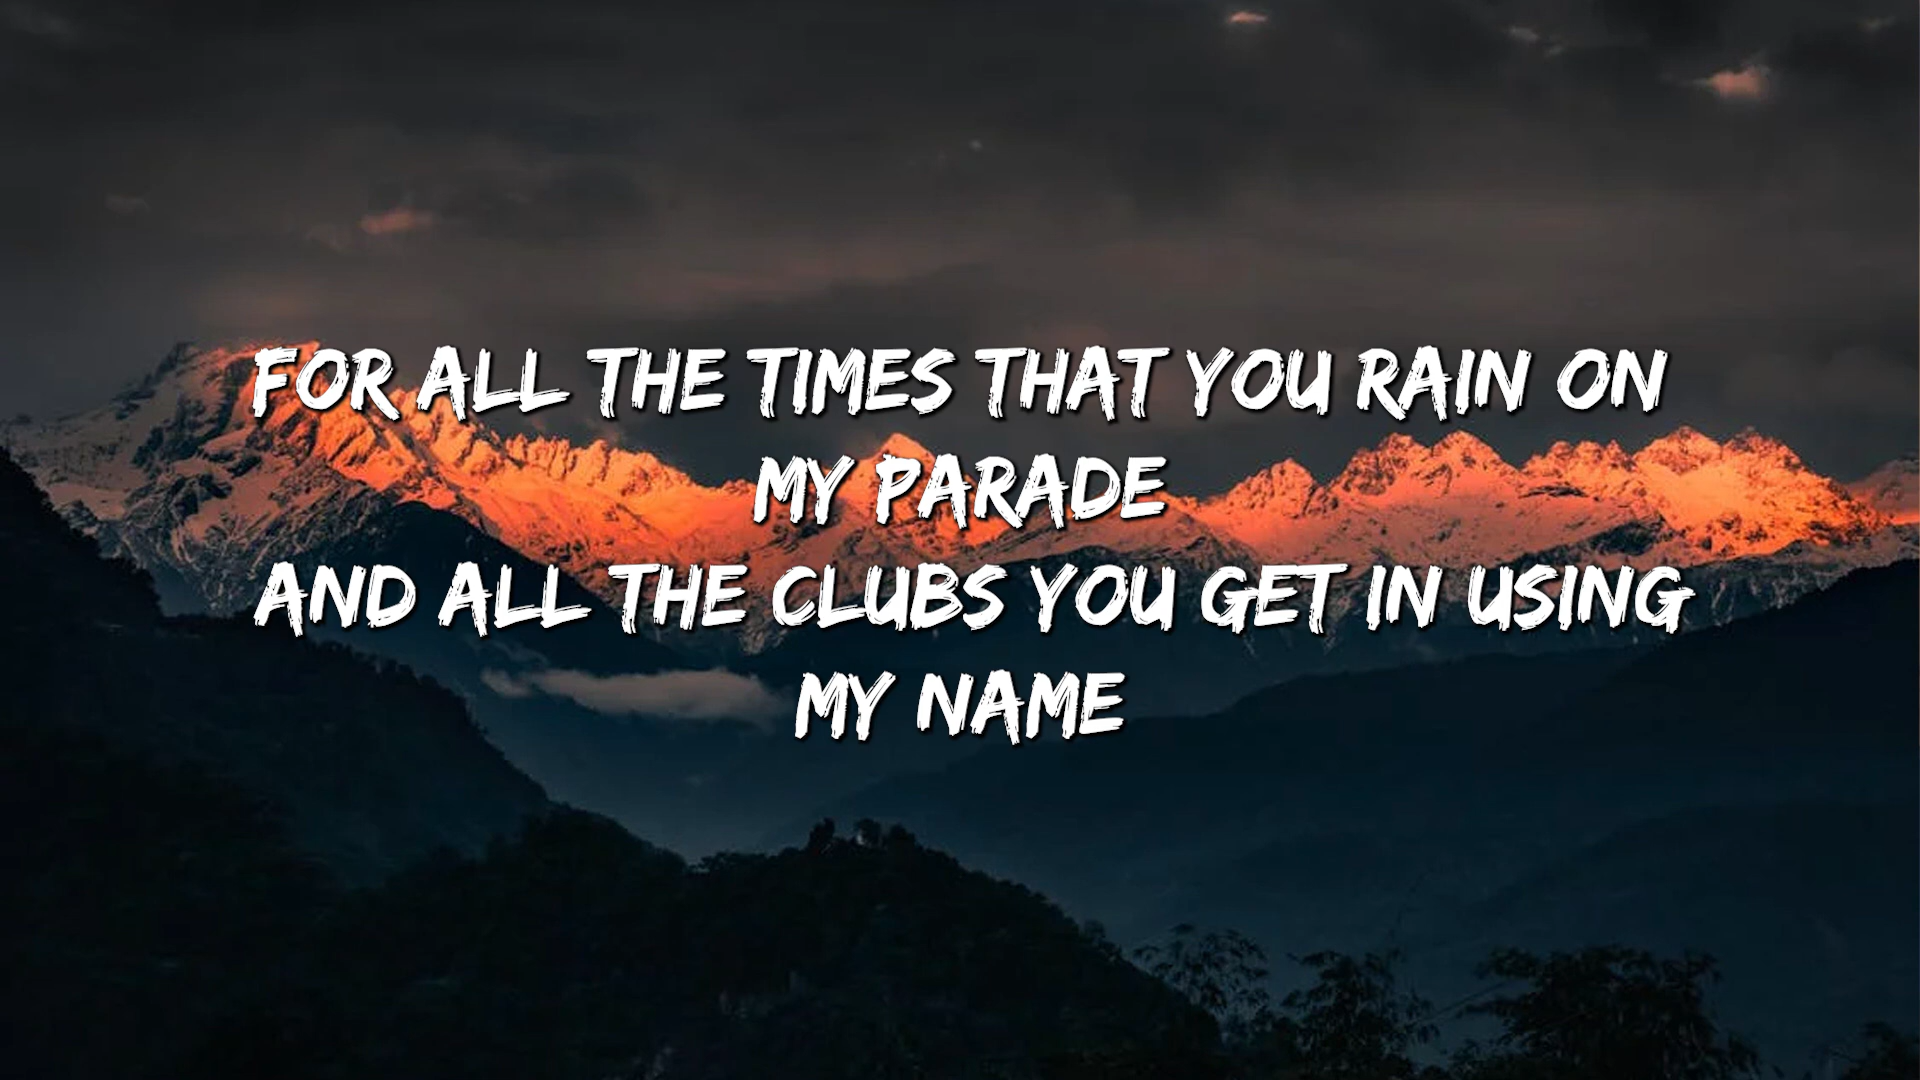 FOR ALL THE TIMES THAT YOU RAIN ON
MY PARADE
AND ALL THE CLUBS YOU GET IN USING
MY NAME